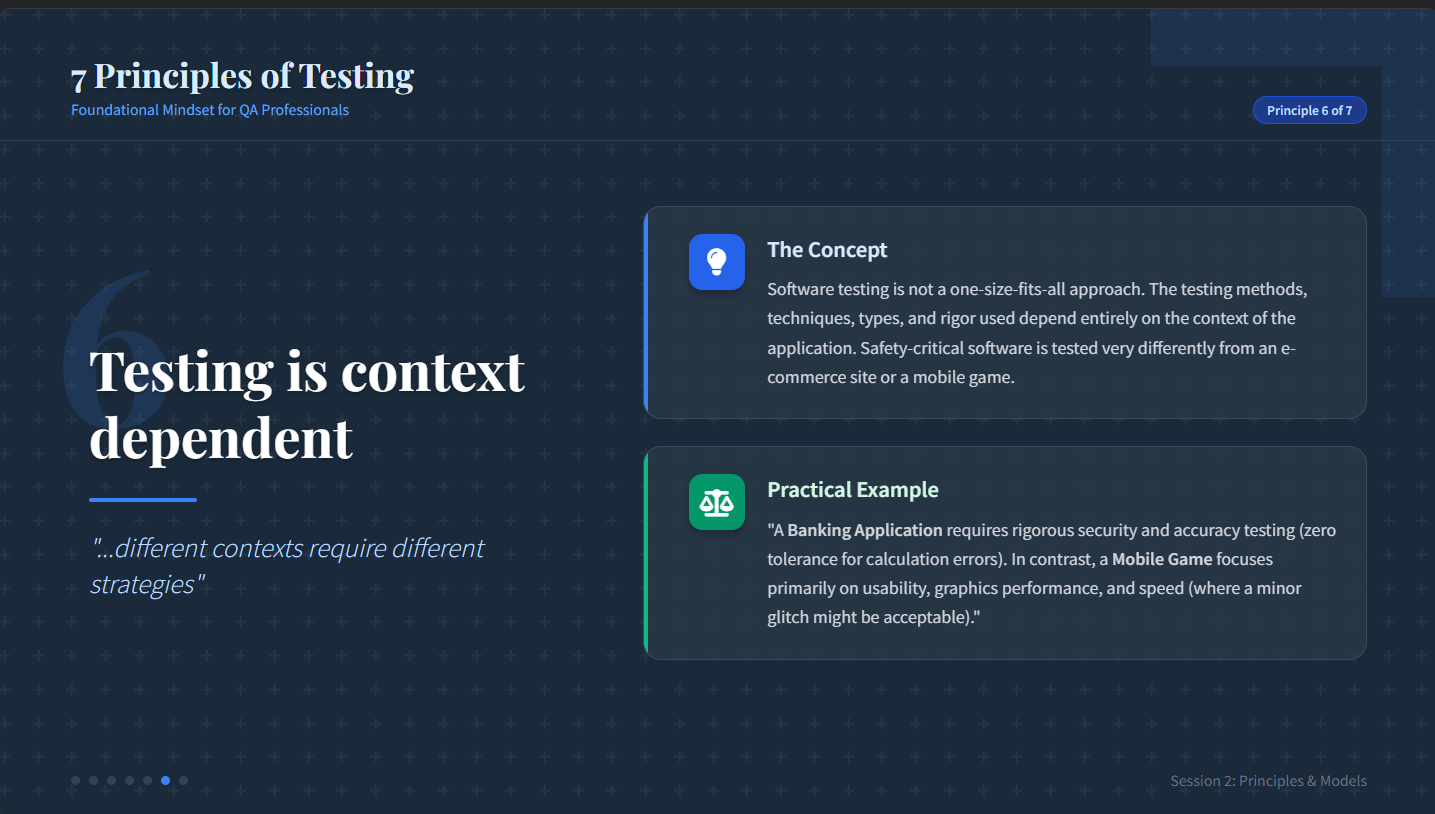 7 Principles of Testing
Foundational Mindset for QA Professionals
Principle 6 of 7
6
Testing is context
dependent
"...different contexts require different
strategies"
The Concept
Software testing is not a one-size-fits-all approach. The testing methods,
techniques, types, and rigor used depend entirely on the context of the
application. Safety-critical software is tested very differently from an e-
commerce site or a mobile game.
Practical Example
"A Banking Application requires rigorous security and accuracy testing (zero
tolerance for calculation errors). In contrast, a Mobile Game focuses
primarily on usability, graphics performance, and speed (where a minor
glitch might be acceptable)."
Session 2: Principles & Models